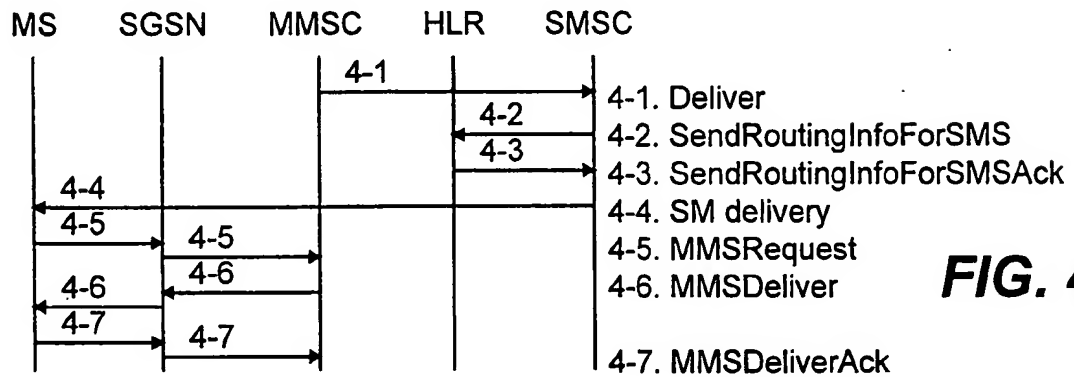 MS SGSN MMSC HLR SMSC
4-1
4-1. Deliver
4-2
4-2. SendRoutingInfoForSMS
4-3
4-3. SendRoutingInfoForSMSAck
4-4
4-4. SM delivery
4-5
4-5
4-5. MMSRequest
4-6
4-6
4-6. MMSDeliver
FIG. 4
4-7
4-7
4-7. MMSDeliverAck